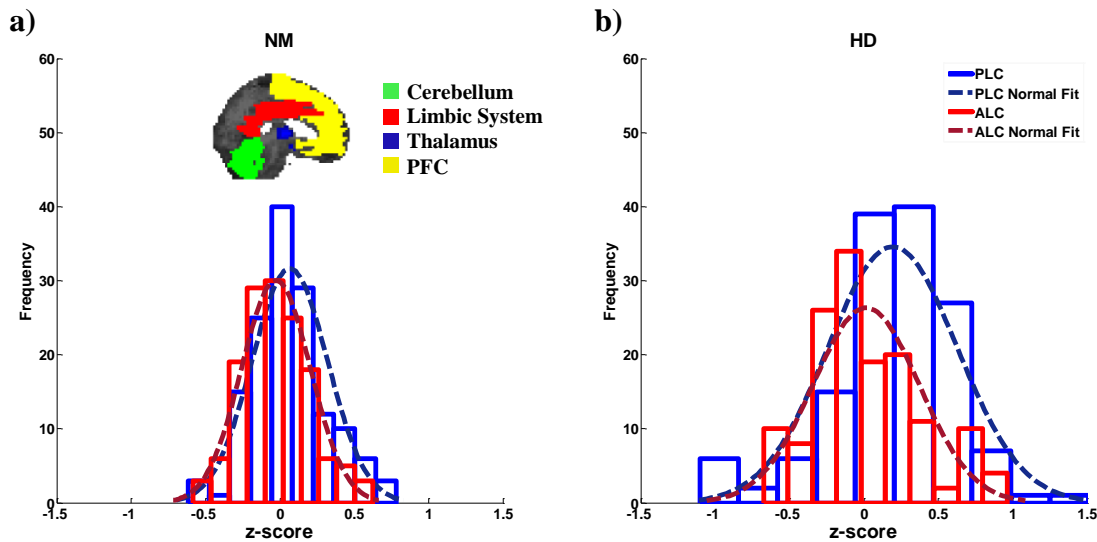 a)
NM
60
50
40
30
20
10
0
Frequency
-1.5
-1
-0.5
0
0.5
1
1.5
z-score
Cerebellum
Limbic System
Thalamus
PFC
b)
HD
60
50
40
30
20
10
0
Frequency
-1.5
-1
-0.5
0
0.5
1
1.5
z-score
PLC
PLC Normal Fit
ALC
ALC Normal Fit